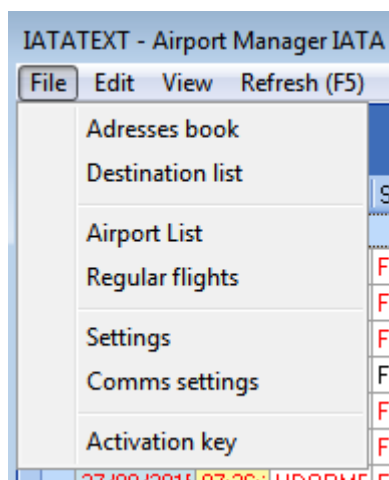 IATATEXT - Airport Manager IATA
File Edit View Refresh (F5)
Adresses book
Destination list
Airport List
Regular flights
Settings
Comms settings
Activation key